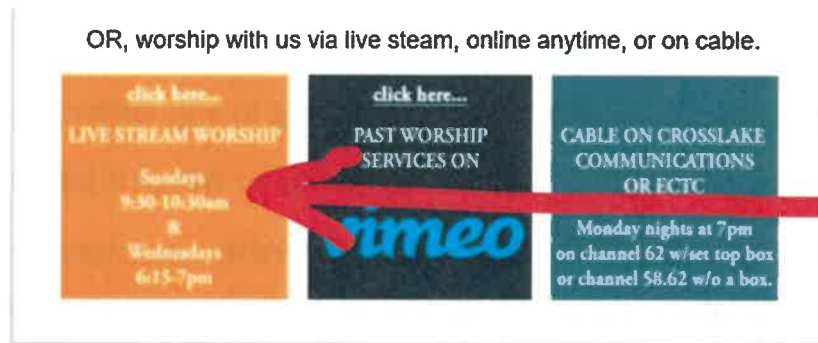 OR, worship with us via live steam, online anytime, or on cable.
click here...
LIVE STREAM WORSHIP
Sundays
9:30-10:30am
&
Wednesdays
6:15-7pm
click here...
PAST WORSHIP
SERVICES ON
vimeo
CABLE ON CROSSLAKE
COMMUNICATIONS
OR ECTC
Monday nights at 7pm
on channel 62 w/set top box
or channel 58.62 w/o a box.